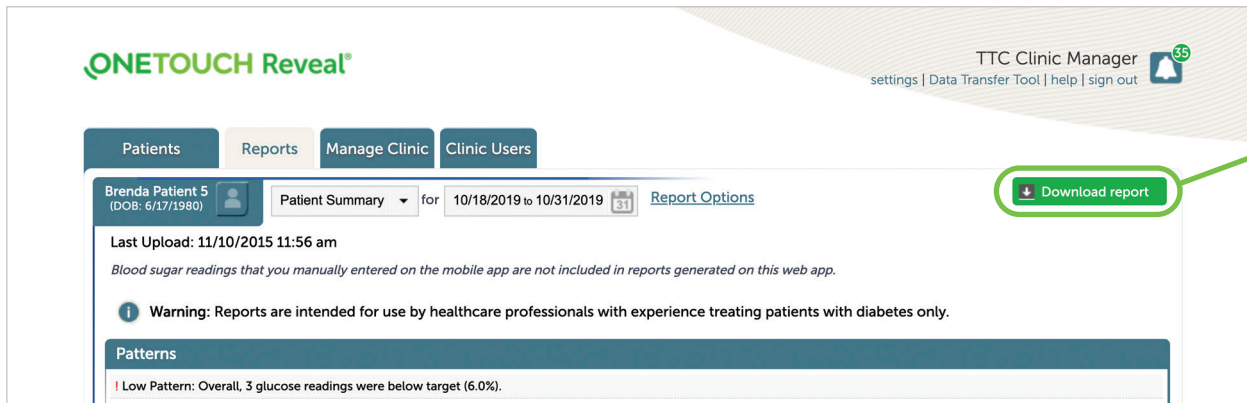 ONETOUCH Reveal®
TTC Clinic Manager
35
settings | Data Transfer Tool | help | sign out
Patients
Reports
Manage Clinic
Clinic Users
Brenda Patient 5
(DOB: 6/17/1980)
Patient Summary
for
10/18/2019 to 10/31/2019
31
Report Options
Download report
Last Upload: 11/10/2015 11:56 am
Blood sugar readings that you manually entered on the mobile app are not included in reports generated on this web app.
i
Warning: Reports are intended for use by healthcare professionals with experience treating patients with diabetes only.
Patterns
! Low Pattern: Overall, 3 glucose readings were below target (6.0%).